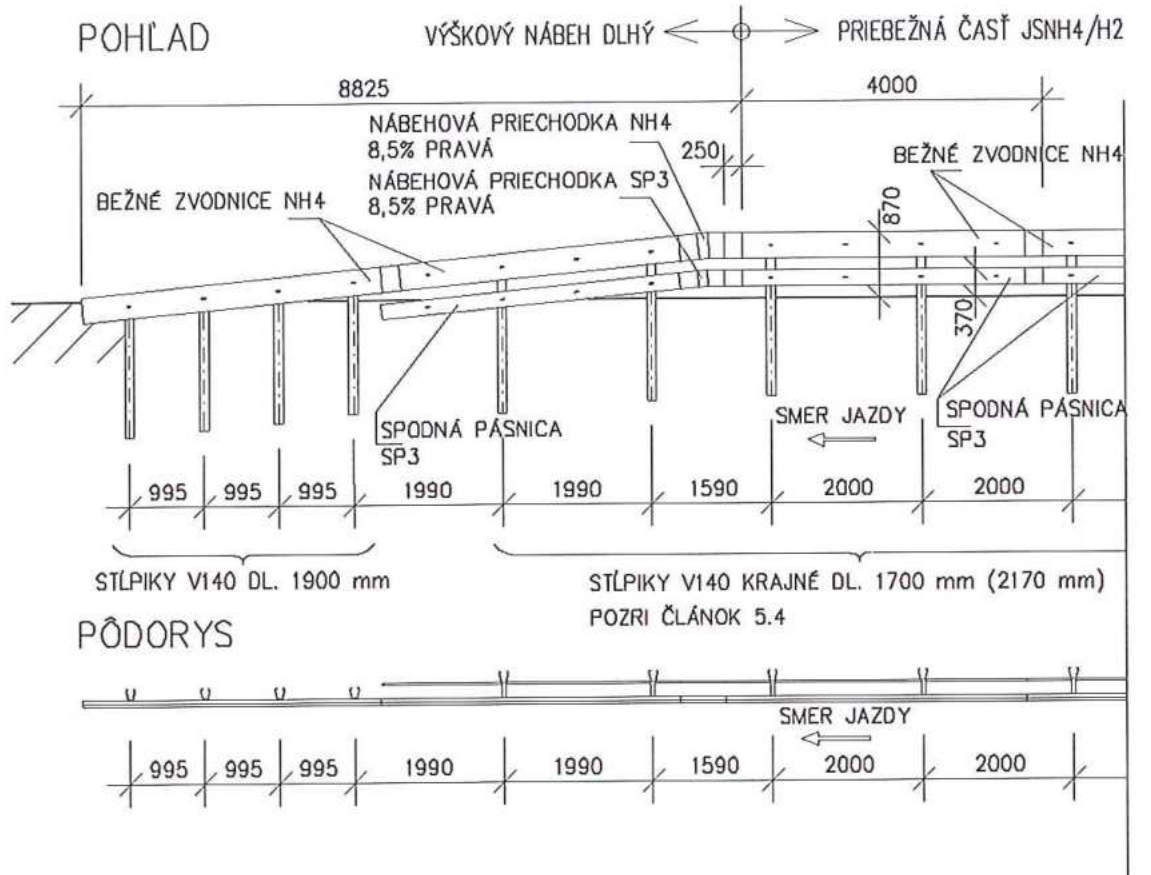 POHĽAD
VÝŠKOVÝ NÁBEH DLHÝ
PRIEBEŽNÁ ČASŤ JSNH4/H2
8825
4000
NÁBEHOVÁ PRIECHODKA NH4
8,5% PRAVÁ
250
NÁBEHOVÁ PRIECHODKA SP3
8,5% PRAVÁ
BEŽNÉ ZVODNICE NH4
BEŽNÉ ZVODNICE NH4
870
370
SMER JAZDY
SPODNÁ PÁSNICA
SP3
SPODNÁ PÁSNICA
SP3
995 995 995 1990 1990 1590 2000 2000
STĹPIKY V140 DL. 1900 mm
STĹPIKY V140 KRAJNÉ DL. 1700 mm (2170 mm)
POZRI ČLÁNOK 5.4
PÔDORYS
SMER JAZDY
995 995 995 1990 1990 1590 2000 2000